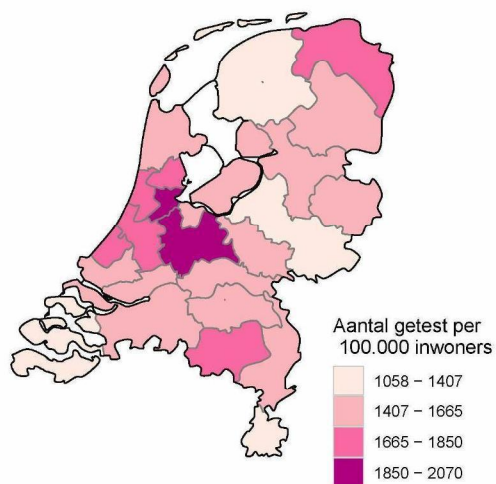 Aantal getest per
100.000 inwoners
1058 – 1407
1407 – 1665
1665 – 1850
1850 – 2070